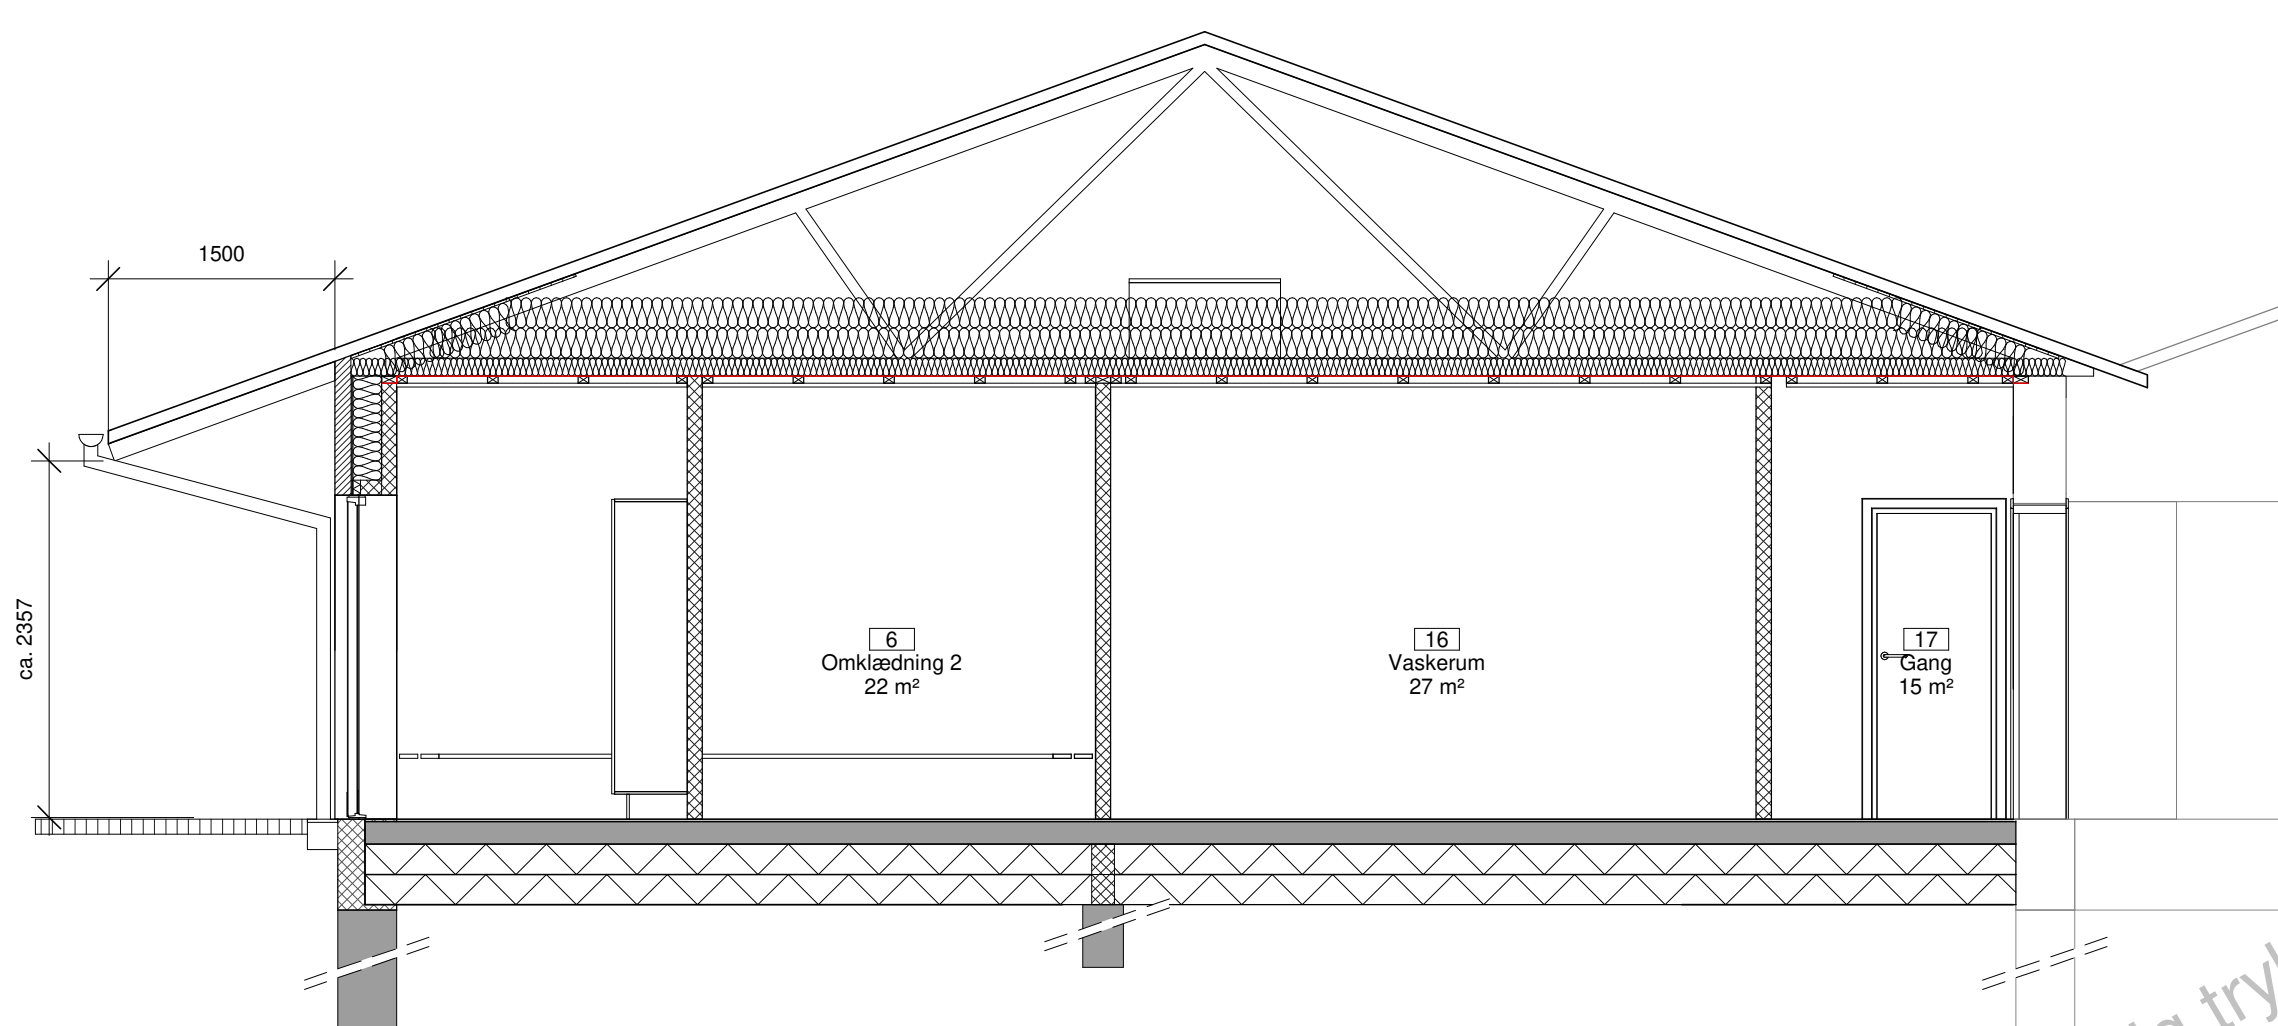 1500
ca. 2357
6
Omklædning 2
22 m²
16
Vaskerum
27 m²
17
Gang
15 m²